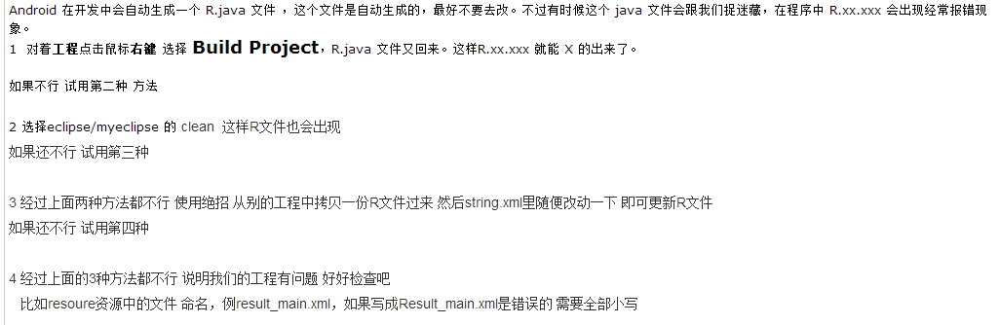 Android 在开发中会自动生成一个 R.java 文件 ，这个文件是自动生成的，最好不要去改。不过有时候这个 java 文件会跟我们捉迷藏，在程序中 R.xx.xxx 会出现经常报错现
象。
1 对着工程点击鼠标右键 选择 Build Project，R.java 文件又回来。这样R.xx.xxx 就能 X 的出来了。
如果不行 试用第二种 方法
2 选择eclipse/myeclipse 的 clean 这样R文件也会出现
如果还不行 试用第三种
3 经过上面两种方法都不行 使用绝招 从别的工程中拷贝一份R文件过来 然后string.xml里随便改动一下 即可更新R文件
如果还不行 试用第四种
4 经过上面的3种方法都不行 说明我们的工程有问题 好好检查吧
比如resoure资源中的文件 命名，例result_main.xml，如果写成Result_main.xml是错误的 需要全部小写